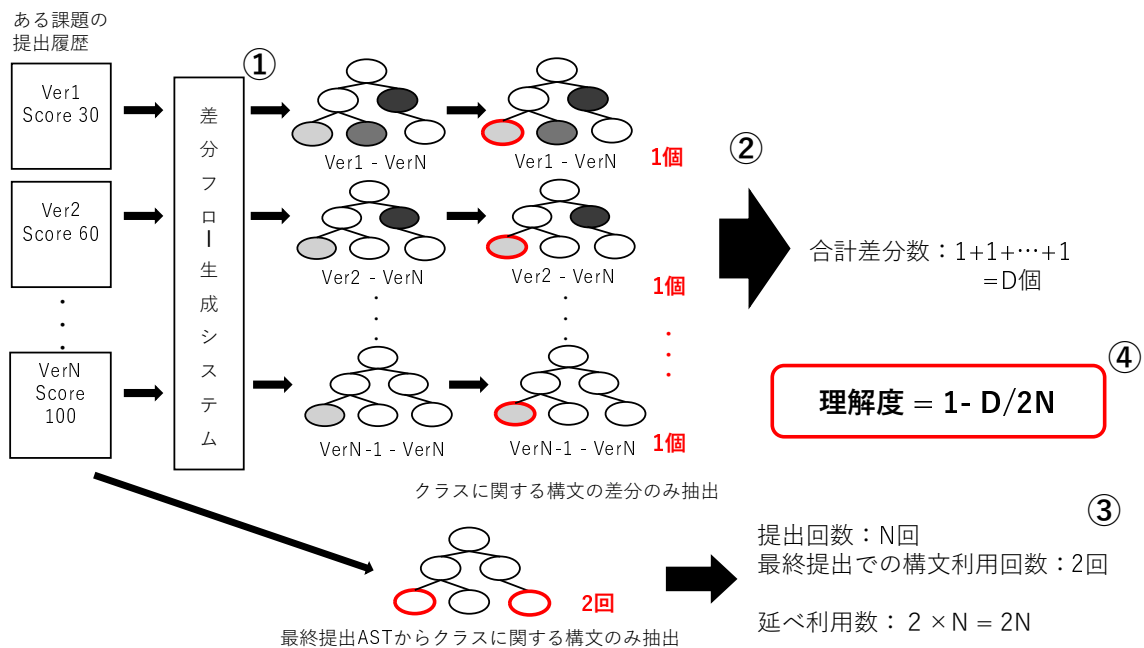 ある課題の
提出履歴
Ver1
Score 30
Ver2
Score 60
VerN
Score
100
差分フロー生成システム
①
Ver1 - VerN
Ver1 - VerN
1個
Ver2 - VerN
Ver2 - VerN
1個
VerN-1 - VerN
VerN-1 - VerN
1個
クラスに関する構文の差分のみ抽出
②
合計差分数：1+1+…+1
=D個
④
理解度 = 1- D/2N
2回
最終提出ASTからクラスに関する構文のみ抽出
③
提出回数：N回
最終提出での構文利用回数：2回
延べ利用数：２×N = 2N